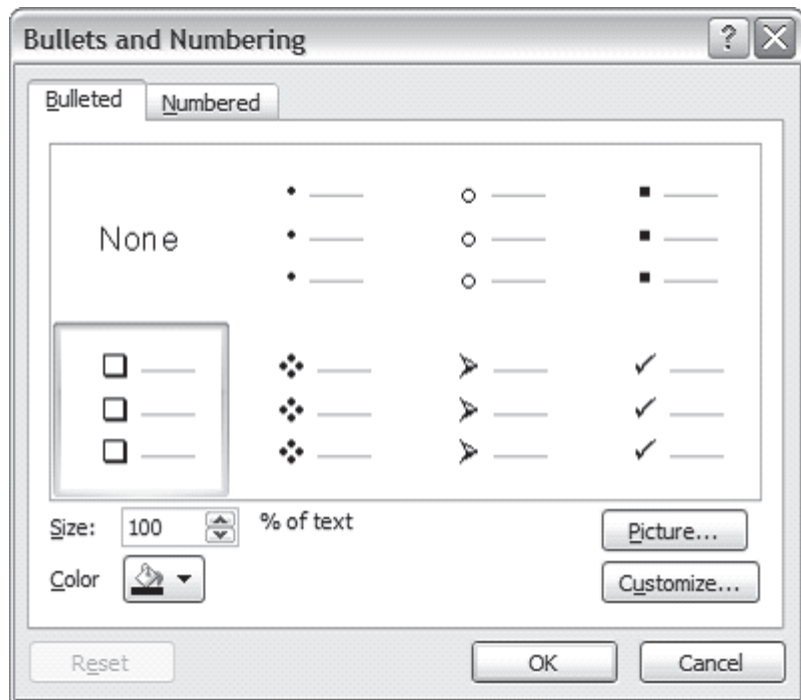 Bullets and Numbering
Bulleted Numbered
None
Size: 100 % of text
Picture...
Color
Customize...
Reset OK Cancel